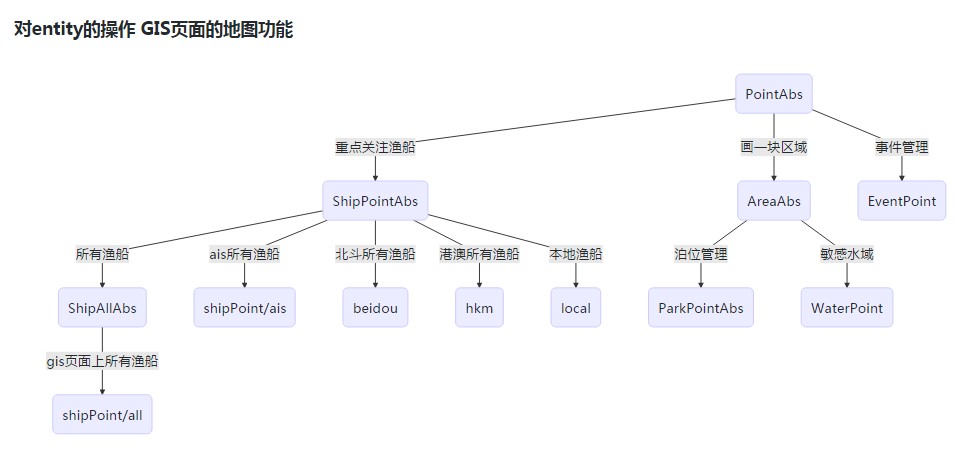 对entity的操作 GIS页面的地图功能
PointAbs
重点关注渔船
画一块区域
事件管理
ShipPointAbs
AreaAbs
EventPoint
所有渔船
ais所有渔船
北斗所有渔船
港澳所有渔船
本地渔船
泊位管理
敏感水域
ShipAllAbs
shipPoint/ais
beidou
hkm
local
ParkPointAbs
WaterPoint
gis页面上所有渔船
shipPoint/all